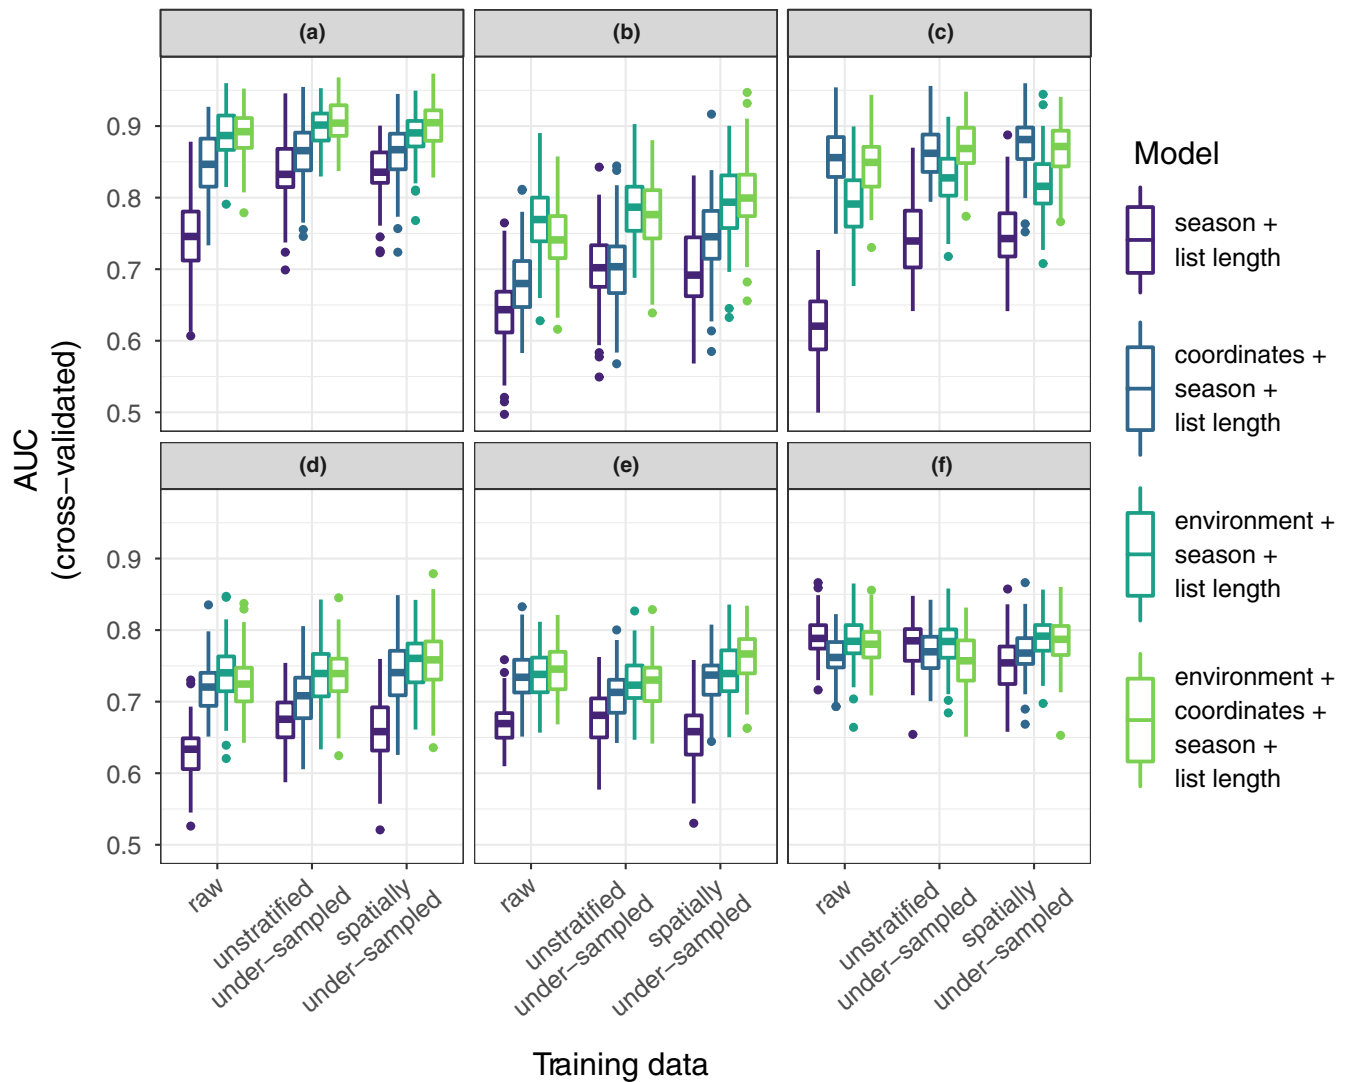 (a)
(b)
(c)
0.9
0.8
0.7
0.6
0.5
(d)
(e)
(f)
0.9
0.8
0.7
0.6
0.5
AUC
(cross−validated)
raw
unstratified
under−sampled
spatially
under−sampled
raw
unstratified
under−sampled
spatially
under−sampled
raw
unstratified
under−sampled
spatially
under−sampled
Training data
Model
season +
list length
coordinates +
season +
list length
environment +
season +
list length
environment +
coordinates +
season +
list length